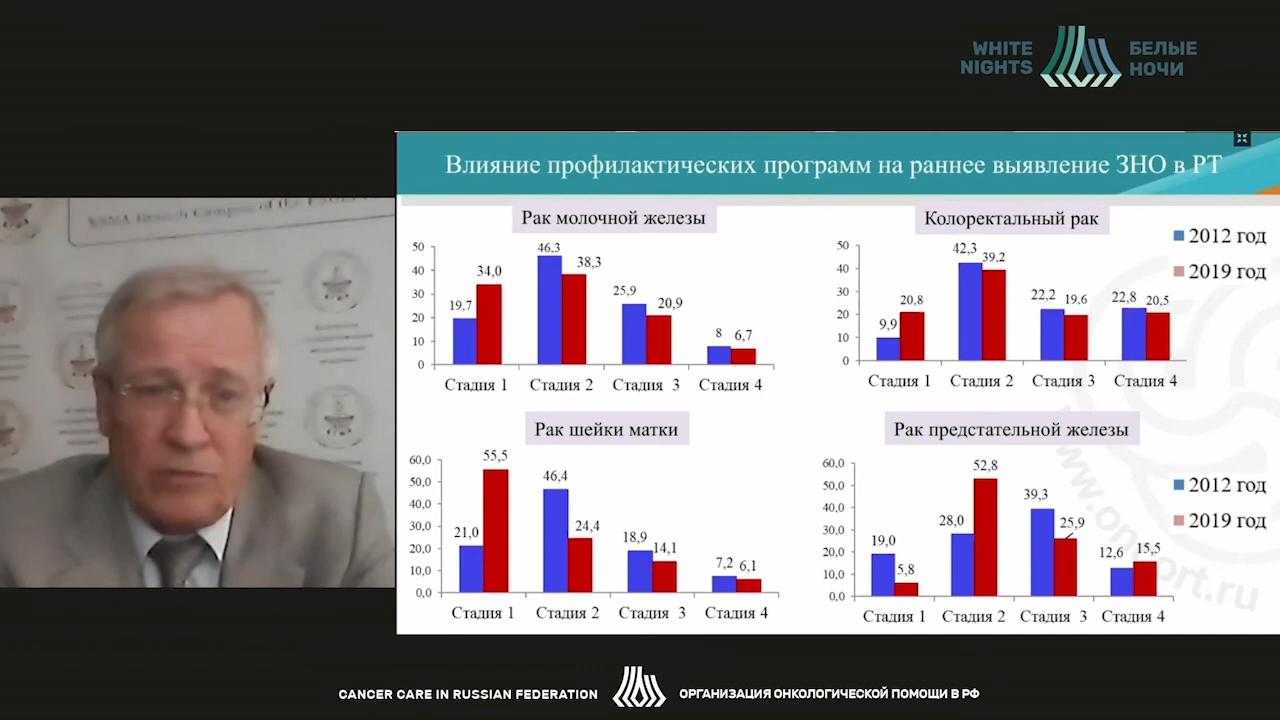 WHITE
NIGHTS
БЕЛЫЕ
НОЧИ
Влияние профилактических программ на раннее выявление ЗНО в РТ
Рак молочной железы
50
40
30
20
10
0
19,7
34,0
46,3
38,3
25,9
20,9
8
6,7
Стадия 1
Стадия 2
Стадия 3
Стадия 4
Колоректальный рак
50
40
30
20
10
0
9,9
20,8
42,3
39,2
22,2
19,6
22,8
20,5
Стадия 1
Стадия 2
Стадия 3
Стадия 4
2012 год
2019 год
Рак шейки матки
60,0
50,0
40,0
30,0
20,0
10,0
0,0
21,0
55,5
46,4
24,4
18,9
14,1
7,2
6,1
Стадия 1
Стадия 2
Стадия 3
Стадия 4
Рак предстательной железы
60,0
50,0
40,0
30,0
20,0
10,0
0,0
19,0
5,8
28,0
52,8
39,3
25,9
12,6
15,5
Стадия 1
Стадия 2
Стадия 3
Стадия 4
2012 год
2019 год
CANCER CARE IN RUSSIAN FEDERATION
ОРГАНИЗАЦИЯ ОНКОЛОГИЧЕСКОЙ ПОМОЩИ В РФ